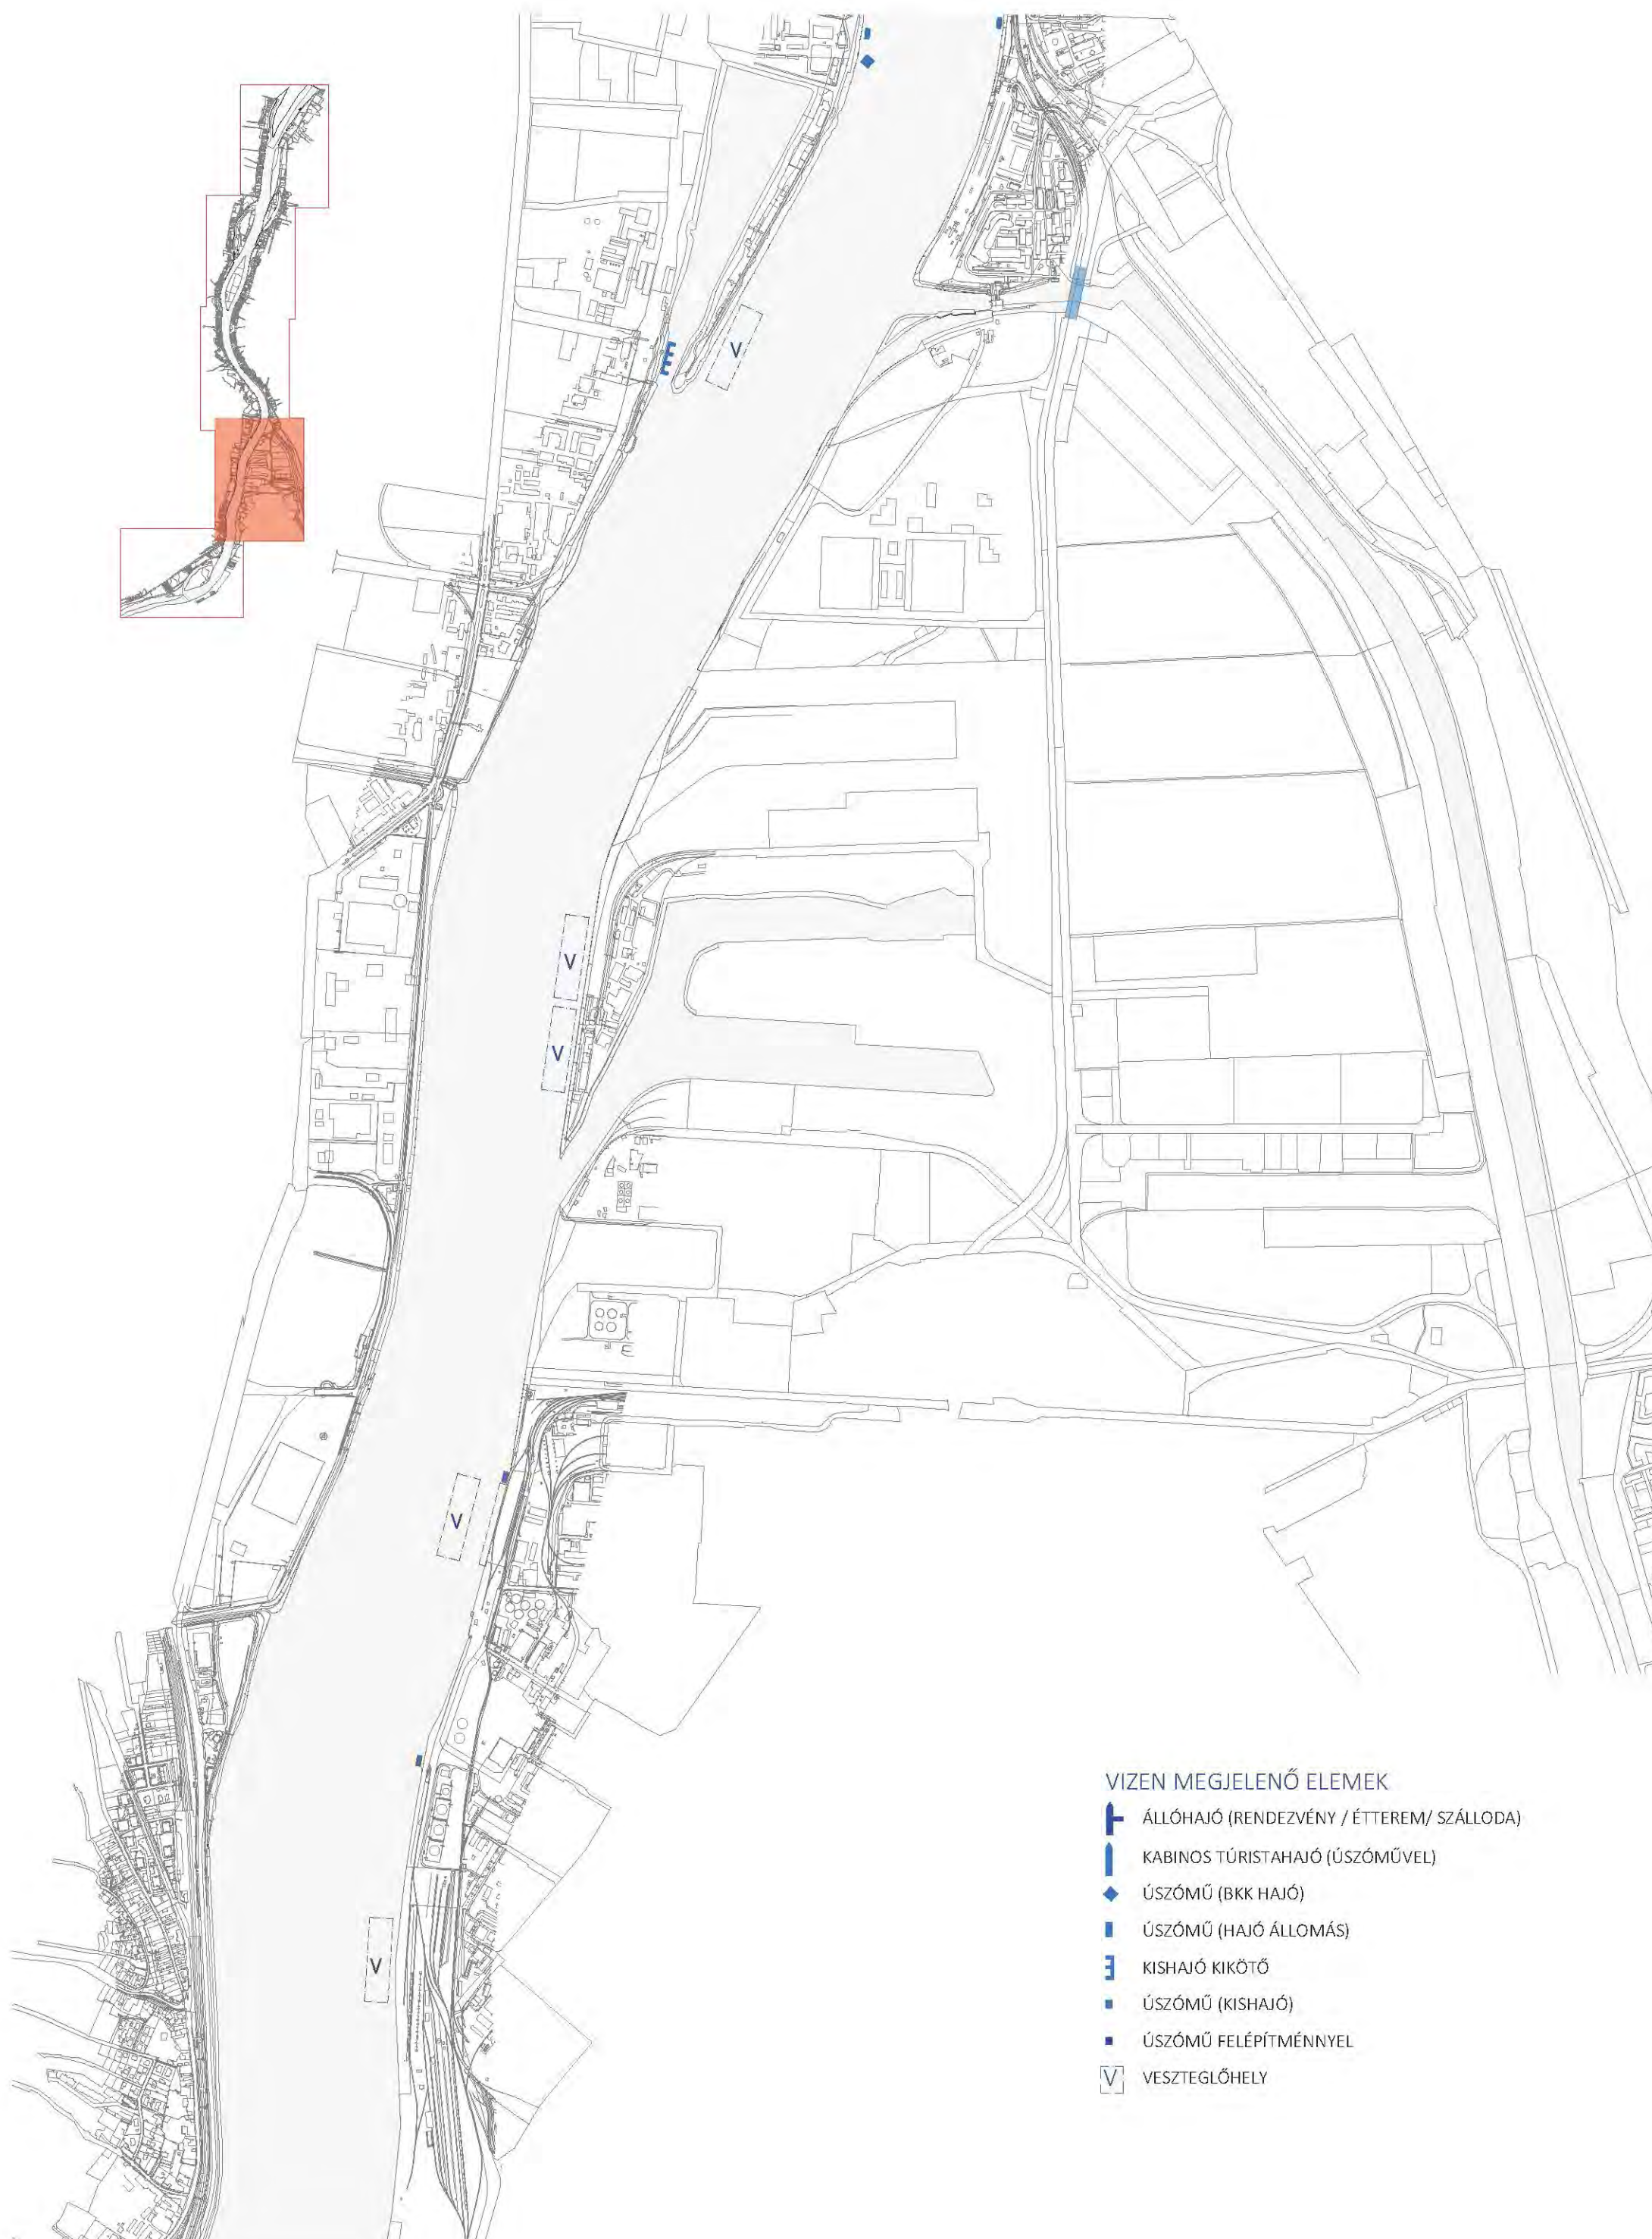 V
V
V
V
V
VIZEN MEGJELENŐ ELEMEK
ÁLLÓHAJÓ (RENDEZVÉNY / ÉTTEREM/ SZÁLLODA)
KABINOS TÚRISTAHAJÓ (ÚSZÓMŰVEL)
ÚSZÓMŰ (BKK HAJÓ)
ÚSZÓMŰ (HAJÓ ÁLLOMÁS)
KISHAJÓ KIKÖTŐ
ÚSZÓMŰ (KISHAJÓ)
ÚSZÓMŰ FELÉPÍTMÉNNYEL
V VESZTEGLŐHELY